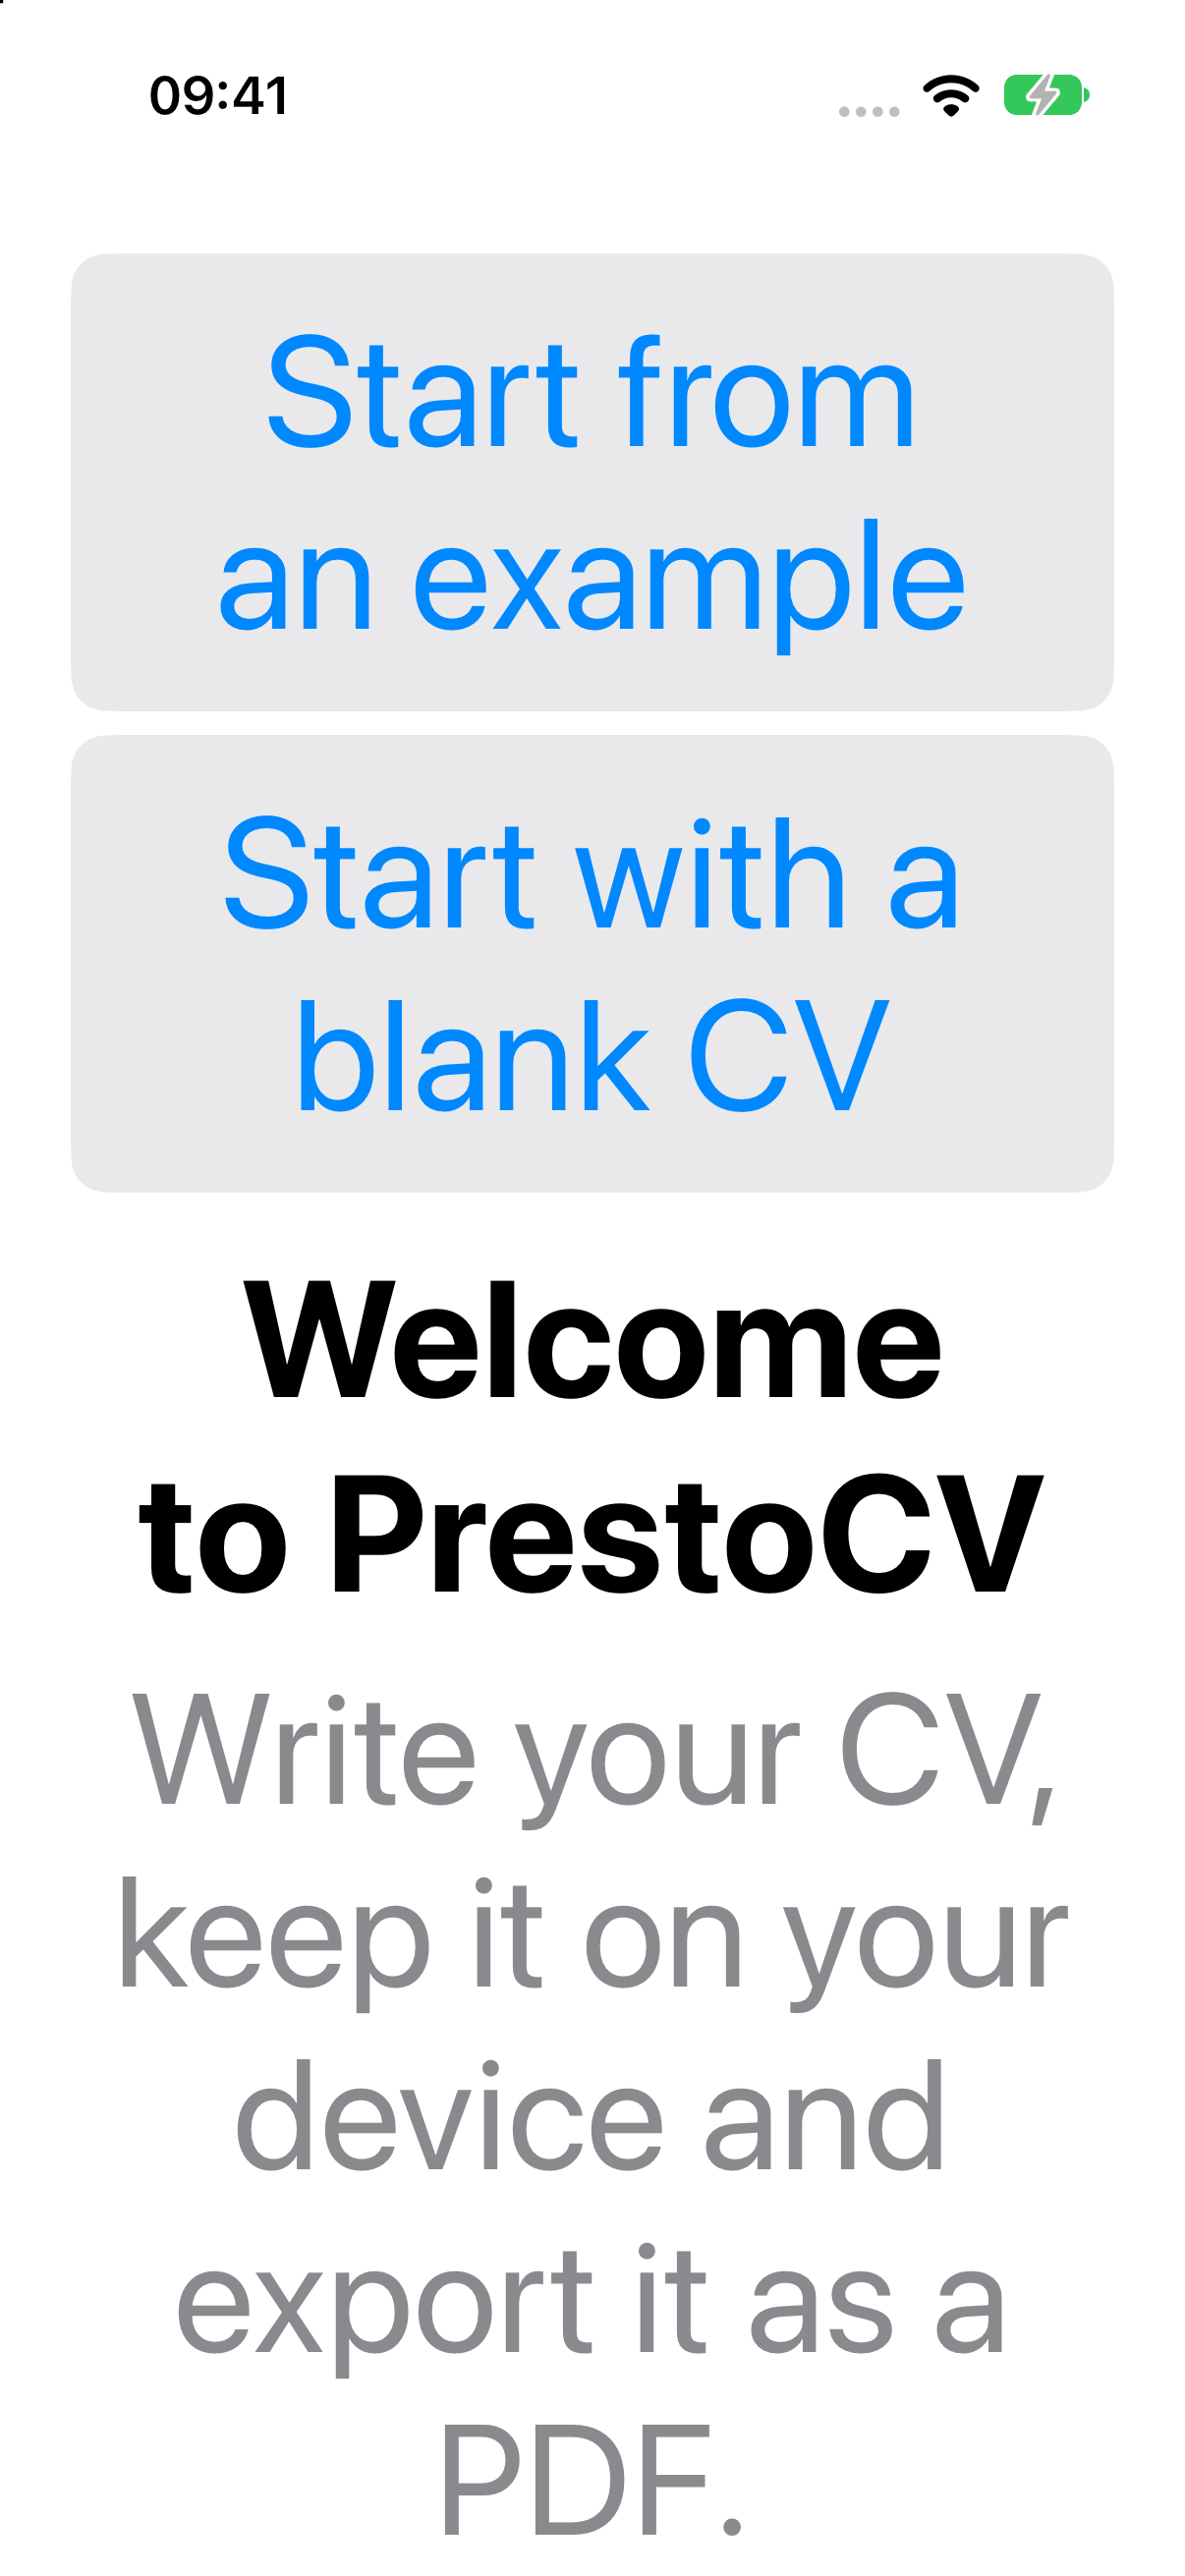 09:41
Start from
an example
Start with a
blank CV
Welcome
to PrestoCV
Write your CV,
keep it on your
device and
export it as a
PDF.